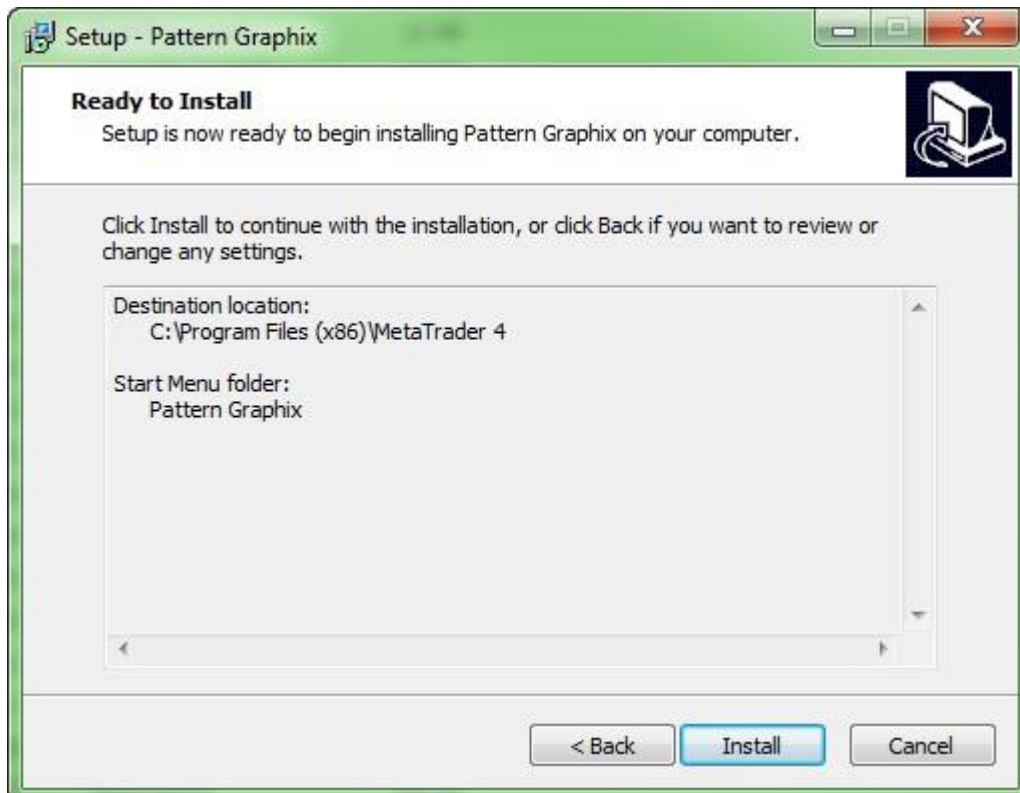 Setup - Pattern Graphix
Ready to Install
Setup is now ready to begin installing Pattern Graphix on your computer.
Click Install to continue with the installation, or click Back if you want to review or
change any settings.
Destination location:
C:\Program Files (x86)\MetaTrader 4
Start Menu folder:
Pattern Graphix
< Back Install Cancel